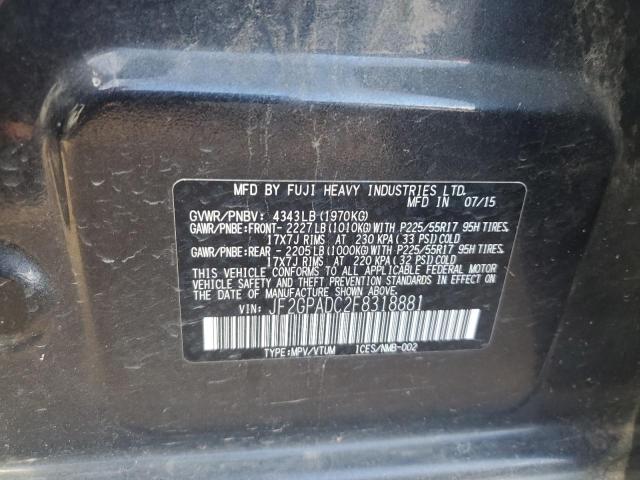 MFD BY FUJI HEAVY INDUSTRIES LTD.
MFD IN 07/15
GVWR/PNBV: 4343LB(1970KG)
GAWR/PNBE:FRONT- 2227LB(1010KG)WITH P225/55R17 95H TIRES,
17X7J RIMS AT 230 KPA(33 PSI)COLD
GAWR/PNBE:REAR - 2205LB(1000KG)WITH P225/55R17 95H TIRES,
17X7J RIMS AT 220 KPA(32 PSI)COLD
THIS VEHICLE CONFORMS TO ALL APPLICABLE FEDERAL MOTOR
VEHICLE SAFETY AND THEFT PREVENTION STANDARDS IN EFFECT ON
THE DATE OF MANUFACTURE SHOWN ABOVE.
VIN: JF2GPADC2F8318881
TYPE:MPV/VTUM ICES/NMB-002